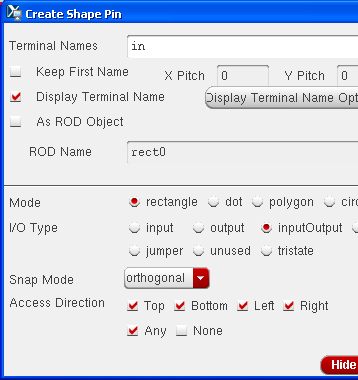 Create Shape Pin
Terminal Names in
Keep First Name X Pitch 0 Y Pitch 0
Display Terminal Name Display Terminal Name Opt
As ROD Object
ROD Name rect0
Mode rectangle dot polygon circ
I/O Type input output inputOutput
jumper unused tristate
Snap Mode orthogonal
Access Direction Top Bottom Left Right
Any None
Hide